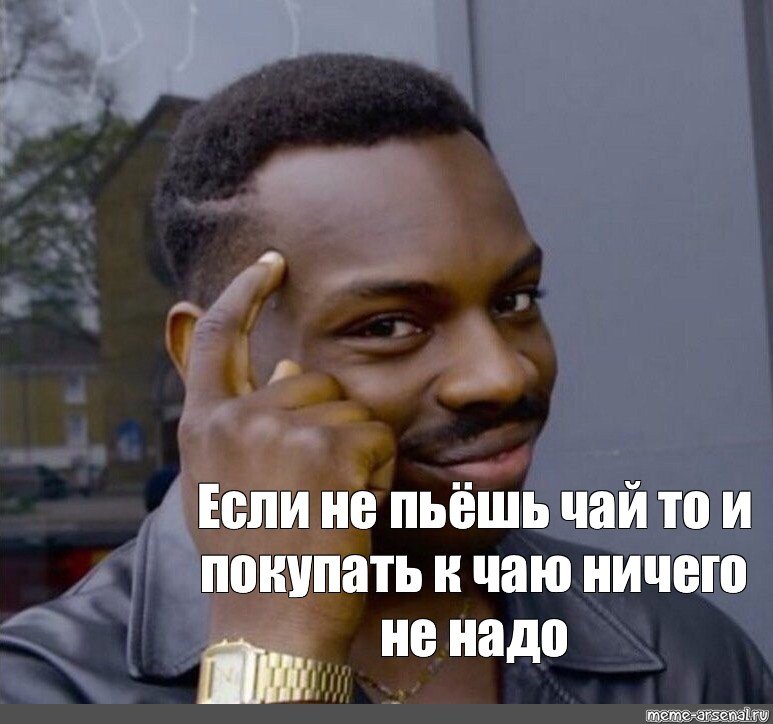 Если не пьёшь чай то и
покупать к чаю ничего
не надо
meme-arsenal.ru